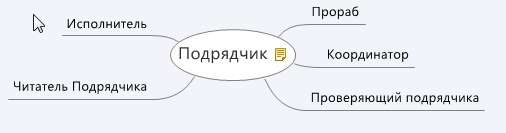 Исполнитель
Читатель Подрядчика
Подрядчик
Прораб
Координатор
Проверяющий подрядчика